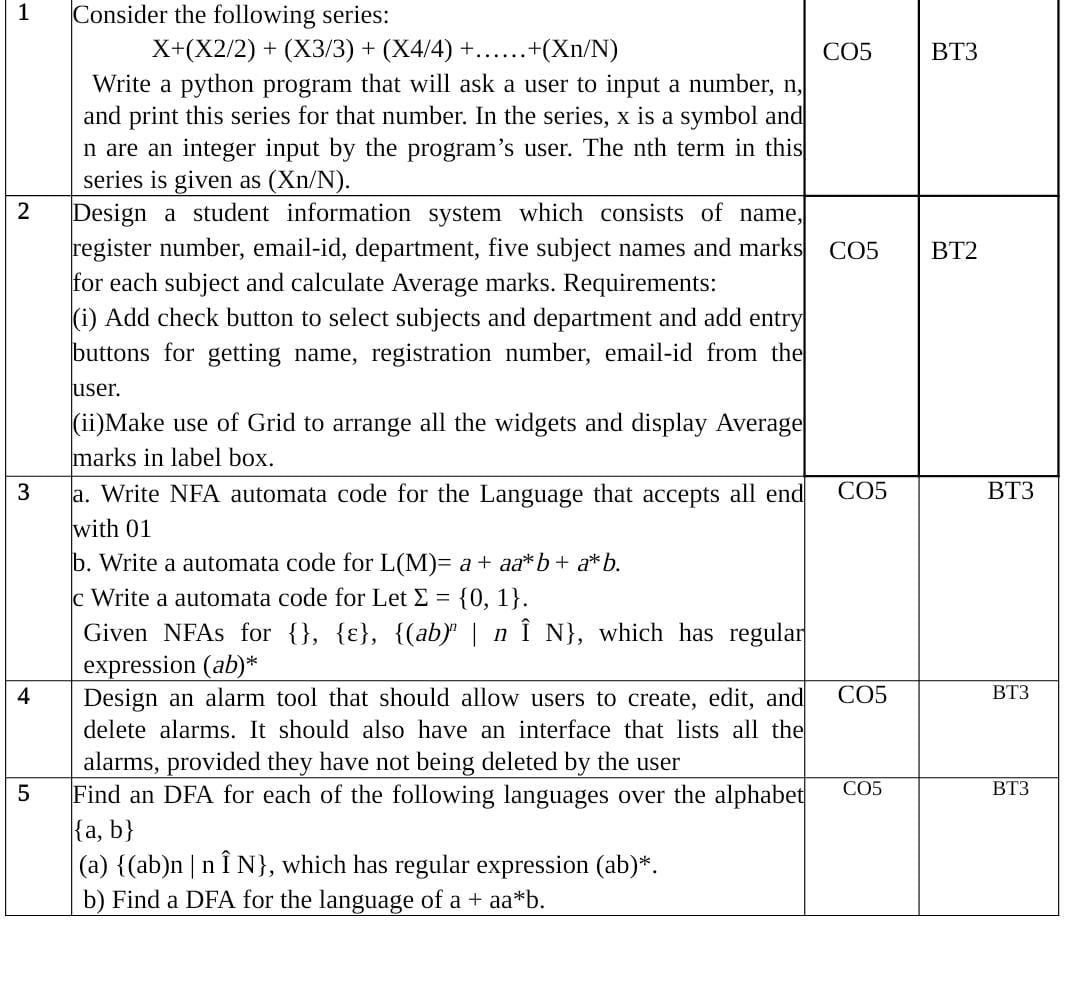 1 Consider the following series:
X+(X2/2) + (X3/3) + (X4/4) +……+(Xn/N) CO5 BT3
Write a python program that will ask a user to input a number, n,
and print this series for that number. In the series, x is a symbol and
n are an integer input by the program’s user. The nth term in this
series is given as (Xn/N).
2 Design a student information system which consists of name,
register number, email-id, department, five subject names and marks CO5 BT2
for each subject and calculate Average marks. Requirements:
(i) Add check button to select subjects and department and add entry
buttons for getting name, registration number, email-id from the
user.
(ii)Make use of Grid to arrange all the widgets and display Average
marks in label box.
3 a. Write NFA automata code for the Language that accepts all end CO5 BT3
with 01
b. Write a automata code for L(M)= a + aa*b + a*b.
c Write a automata code for Let Σ = {0, 1}.
Given NFAs for {}, {ε}, {(ab)ⁿ | n Î N}, which has regular
expression (ab)*
4 Design an alarm tool that should allow users to create, edit, and CO5 BT3
delete alarms. It should also have an interface that lists all the
alarms, provided they have not being deleted by the user
5 Find an DFA for each of the following languages over the alphabet CO5 BT3
{a, b}
(a) {(ab)n | n Î N}, which has regular expression (ab)*.
b) Find a DFA for the language of a + aa*b.